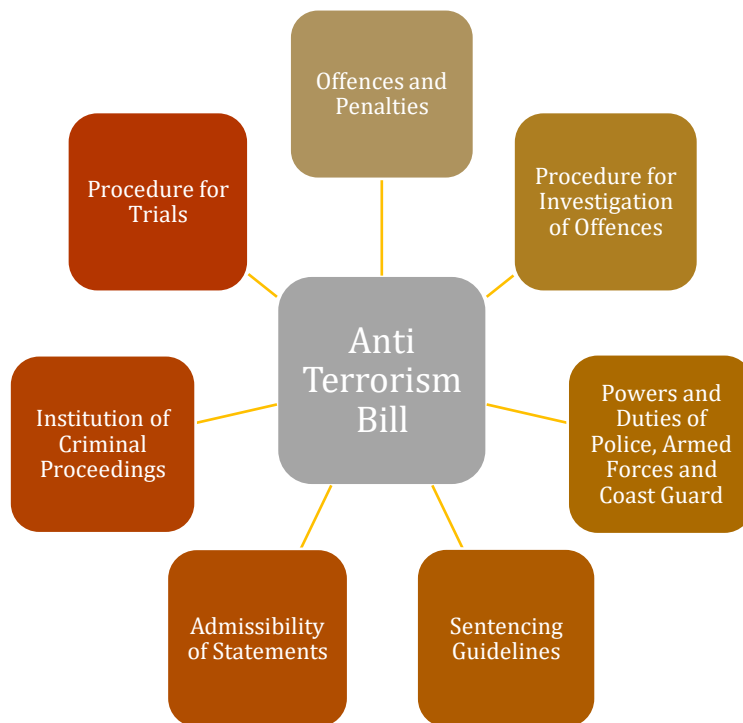 Offences and
Penalties
Procedure for
Investigation
of Offences
Powers and
Duties of
Police, Armed
Forces and
Coast Guard
Sentencing
Guidelines
Admissibility
of Statements
Institution of
Criminal
Proceedings
Procedure for
Trials
Anti
Terrorism
Bill